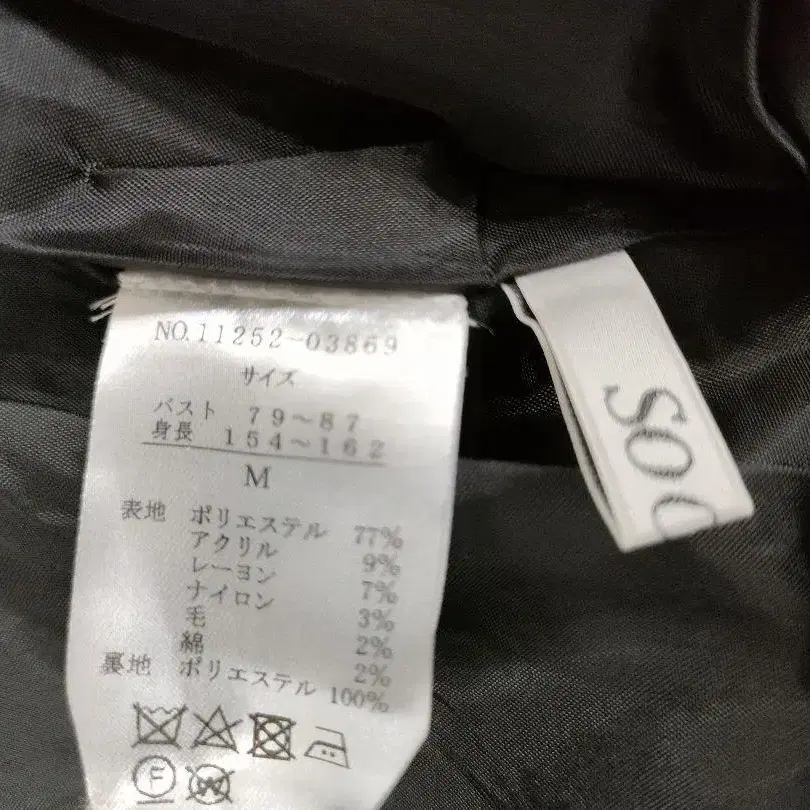 NO.11252-03869
サイズ
バスト 79～87
身長 154～162
M
表地 ポリエステル 77%
アクリル 9%
レーヨン 7%
ナイロン 3%
毛 2%
綿 2%
裏地 ポリエステル 100%
F
W
SO